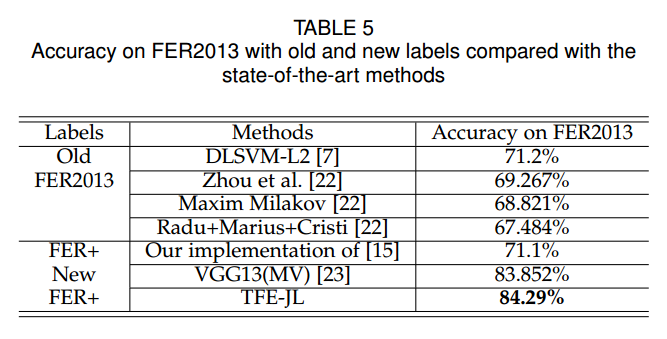 TABLE 5
Accuracy on FER2013 with old and new labels compared with the
state-of-the-art methods
Labels Methods Accuracy on FER2013
Old DLSVM-L2 [7] 71.2%
FER2013 Zhou et al. [22] 69.267%
Maxim Milakov [22] 68.821%
Radu+Marius+Cristi [22] 67.484%
FER+ Our implementation of [15] 71.1%
New VGG13(MV) [23] 83.852%
FER+ TFE-JL 84.29%